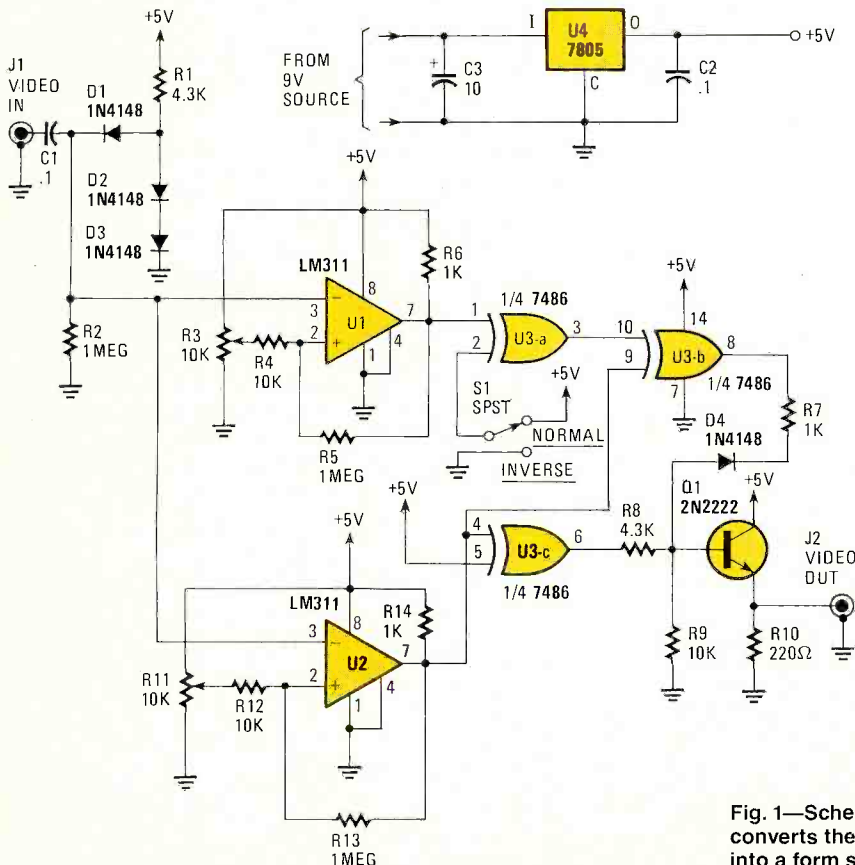 +5V
J1
VIDEO
IN
C1
.1
D1
1N4148
R1
4.3K
D2
1N4148
D3
1N4148
R2
1MEG
FROM
9V
SOURCE
+
C3
10
I
U4
7805
O
C
C2
.1
+5V
+5V
R6
1K
LM311
8
−
3
U1
7
2
+
1
4
R3
10K
R4
10K
R5
1MEG
1/4 7486
1
2
U3-a
3
S1
SPST
+5V
NORMAL
INVERSE
+5V
14
10
9
U3-b
8
7
1/4 7486
R7
1K
D4
1N4148
+5V
4
5
U3-c
6
1/4 7486
R8
4.3K
Q1
2N2222
+5V
J2
VIDEO
OUT
R9
10K
R10
220Ω
+5V
LM311
8
R14
1K
3
−
U2
7
2
+
4
1
R11
10K
R12
10K
R13
1MEG
Fig. 1—Sche
converts the
into a form s